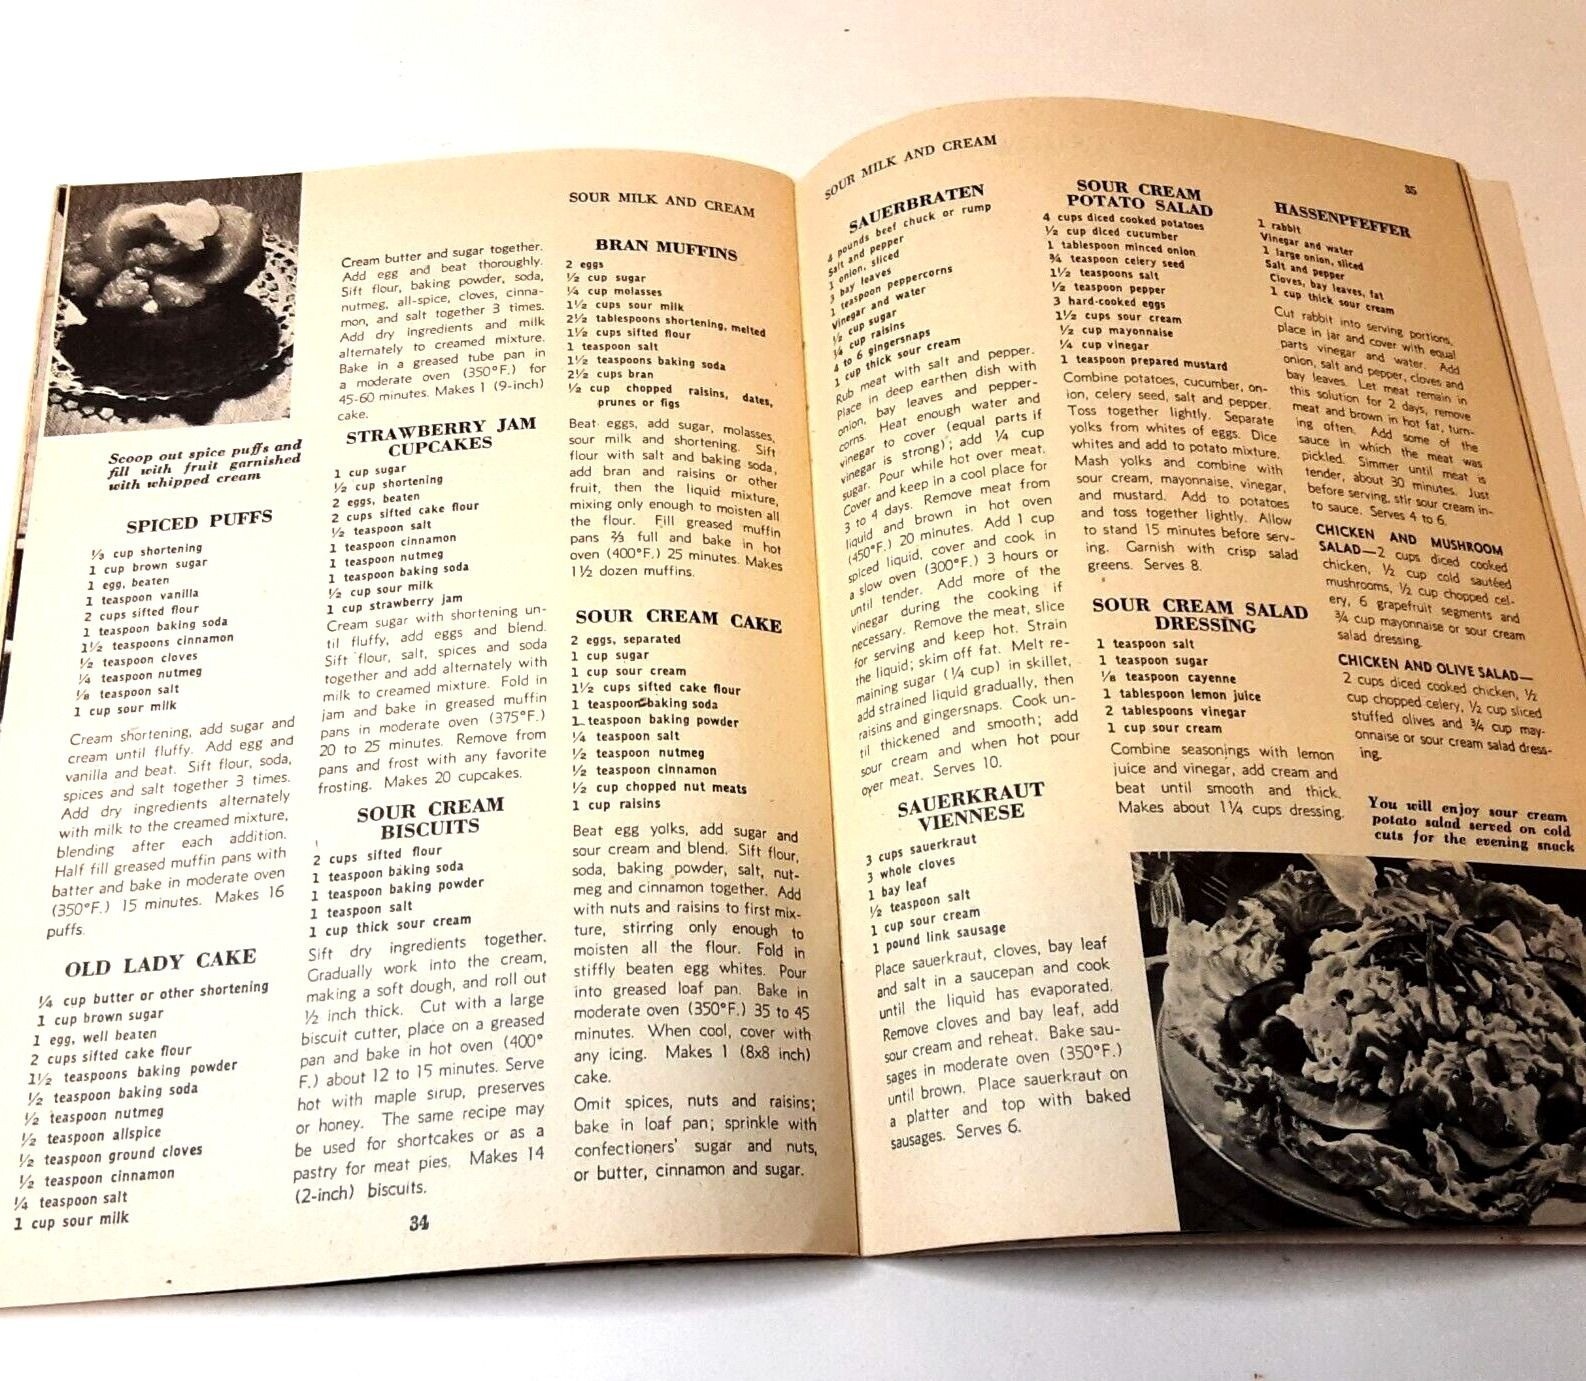 Scoop out spice puffs and
fill with fruit garnished
with whipped cream
SPICED PUFFS
⅓ cup shortening
1 cup brown sugar
1 egg, beaten
1 teaspoon vanilla
2 cups sifted flour
1 teaspoon baking soda
1½ teaspoons cinnamon
½ teaspoon cloves
¼ teaspoon nutmeg
⅛ teaspoon salt
1 cup sour milk
Cream shortening, add sugar and
cream until fluffy. Add egg and
vanilla and beat. Sift flour, soda,
spices and salt together 3 times.
Add dry ingredients alternately
with milk to the creamed mixture,
blending after each addition.
Half fill greased muffin pans with
batter and bake in moderate oven
(350°F.) 15 minutes. Makes 16
puffs.
OLD LADY CAKE
¼ cup butter or other shortening
1 cup brown sugar
1 egg, well beaten
2 cups sifted cake flour
1½ teaspoons baking powder
½ teaspoon baking soda
½ teaspoon nutmeg
½ teaspoon allspice
½ teaspoon ground cloves
½ teaspoon cinnamon
¼ teaspoon salt
1 cup sour milk
Cream butter and sugar together.
Add egg and beat thoroughly.
Sift flour, baking powder, soda,
nutmeg, all-spice, cloves, cinna-
mon, and salt together 3 times.
Add dry ingredients and milk
alternately to creamed mixture.
Bake in a greased tube pan in
a moderate oven (350°F.) for
45-60 minutes. Makes 1 (9-inch)
cake.
STRAWBERRY JAM
CUPCAKES
1 cup sugar
½ cup shortening
2 eggs, beaten
2 cups sifted cake flour
½ teaspoon salt
1 teaspoon cinnamon
1 teaspoon nutmeg
1 teaspoon baking soda
½ cup sour milk
1 cup strawberry jam
Cream sugar with shortening un-
til fluffy, add eggs and blend.
Sift flour, salt, spices and soda
together and add alternately with
milk to creamed mixture. Fold in
jam and bake in greased muffin
pans in moderate oven (375°F.)
20 to 25 minutes. Remove from
pans and frost with any favorite
frosting. Makes 20 cupcakes.
SOUR CREAM
BISCUITS
2 cups sifted flour
1 teaspoon baking soda
1 teaspoon baking powder
1 teaspoon salt
1 cup thick sour cream
Sift dry ingredients together.
Gradually work into the cream,
making a soft dough, and roll out
½ inch thick. Cut with a large
biscuit cutter, place on a greased
pan and bake in hot oven (400°
F.) about 12 to 15 minutes. Serve
hot with maple sirup, preserves
or honey. The same recipe may
be used for shortcakes or as a
pastry for meat pies. Makes 14
(2-inch) biscuits.
34
SOUR MILK AND CREAM
BRAN MUFFINS
2 eggs
½ cup sugar
¼ cup molasses
1½ cups sour milk
2½ tablespoons shortening, melted
1½ cups sifted flour
1 teaspoon salt
1½ teaspoons baking soda
2½ cups bran
½ cup chopped raisins, dates,
prunes or figs
Beat eggs, add sugar, molasses,
sour milk and shortening. Sift
flour with salt and baking soda,
add bran and raisins or other
fruit, then the liquid mixture,
mixing only enough to moisten all
the flour. Fill greased muffin
pans ⅔ full and bake in hot
oven (400°F.) 25 minutes. Makes
1½ dozen muffins.
SOUR CREAM CAKE
2 eggs, separated
1 cup sugar
1 cup sour cream
1½ cups sifted cake flour
1 teaspoon baking soda
1 teaspoon baking powder
¼ teaspoon salt
½ teaspoon nutmeg
½ teaspoon cinnamon
½ cup chopped nut meats
1 cup raisins
Beat egg yolks, add sugar and
sour cream and blend. Sift flour,
soda, baking powder, salt, nut-
meg and cinnamon together. Add
with nuts and raisins to first mix-
ture, stirring only enough to
moisten all the flour. Fold in
stiffly beaten egg whites. Pour
into greased loaf pan. Bake in
moderate oven (350°F.) 35 to 45
minutes. When cool, cover with
any icing. Makes 1 (8x8 inch)
cake.
Omit spices, nuts and raisins;
bake in loaf pan; sprinkle with
confectioners' sugar and nuts,
or butter, cinnamon and sugar.
SOUR MILK AND CREAM
35
SAUERBRATEN
4 pounds beef chuck or rump
Salt and pepper
1 onion, sliced
3 bay leaves
1 teaspoon peppercorns
Vinegar and water
½ cup sugar
¼ cup raisins
4 to 6 gingersnaps
1 cup thick sour cream
Rub meat with salt and pepper.
Place in deep earthen dish with
onion, bay leaves and pepper-
corns. Heat enough water and
vinegar to cover (equal parts if
vinegar is strong); add ¼ cup
sugar. Pour while hot over meat.
Cover and keep in a cool place for
3 to 4 days. Remove meat from
liquid and brown in hot oven
(450°F.) 20 minutes. Add 1 cup
spiced liquid, cover and cook in
a slow oven (300°F.) 3 hours or
until tender. Add more of the
vinegar during the cooking if
necessary. Remove the meat, slice
for serving and keep hot. Strain
the liquid; skim off fat. Melt re-
maining sugar (¼ cup) in skillet,
add strained liquid gradually, then
raisins and gingersnaps. Cook un-
til thickened and smooth; add
sour cream and when hot pour
over meat. Serves 10.
SAUERKRAUT
VIENNESE
3 cups sauerkraut
3 whole cloves
1 bay leaf
½ teaspoon salt
1 cup sour cream
1 pound link sausage
Place sauerkraut, cloves, bay leaf
and salt in a saucepan and cook
until the liquid has evaporated.
Remove cloves and bay leaf, add
sour cream and reheat. Bake sau-
sages in moderate oven (350°F.)
until brown. Place sauerkraut on
a platter and top with baked
sausages. Serves 6.
SOUR CREAM
POTATO SALAD
4 cups diced cooked potatoes
½ cup diced cucumber
1 tablespoon minced onion
¾ teaspoon celery seed
1½ teaspoons salt
½ teaspoon pepper
3 hard-cooked eggs
1½ cups sour cream
½ cup mayonnaise
¼ cup vinegar
1 teaspoon prepared mustard
Combine potatoes, cucumber, on-
ion, celery seed, salt and pepper.
Toss together lightly. Separate
yolks from whites of eggs. Dice
whites and add to potato mixture.
Mash yolks and combine with
sour cream, mayonnaise, vinegar,
and mustard. Add to potatoes
and toss together lightly. Allow
to stand 15 minutes before serv-
ing. Garnish with crisp salad
greens. Serves 8.
SOUR CREAM SALAD
DRESSING
1 teaspoon salt
1 teaspoon sugar
⅛ teaspoon cayenne
1 tablespoon lemon juice
2 tablespoons vinegar
1 cup sour cream
Combine seasonings with lemon
juice and vinegar, add cream and
beat until smooth and thick.
Makes about 1¼ cups dressing.
HASSENPFEFFER
1 rabbit
Vinegar and water
1 large onion, sliced
Salt and pepper
Cloves, bay leaves, fat
1 cup thick sour cream
Cut rabbit into serving portions,
place in jar and cover with equal
parts vinegar and water. Add
onion, salt and pepper, cloves and
bay leaves. Let meat remain in
this solution for 2 days, remove
meat and brown in hot fat, turn-
ing often. Add some of the
sauce in which the meat was
pickled. Simmer until meat is
tender, about 30 minutes. Just
before serving, stir sour cream in-
to sauce. Serves 4 to 6.
CHICKEN AND MUSHROOM
SALAD—2 cups diced cooked
chicken, ½ cup cold sautéed
mushrooms, ½ cup chopped cel-
ery, 6 grapefruit segments and
¾ cup mayonnaise or sour cream
salad dressing.
CHICKEN AND OLIVE SALAD—
2 cups diced cooked chicken, ½
cup chopped celery, ½ cup sliced
stuffed olives and ¾ cup may-
onnaise or sour cream salad dress-
ing.
You will enjoy sour cream
potato salad served on cold
cuts for the evening snack